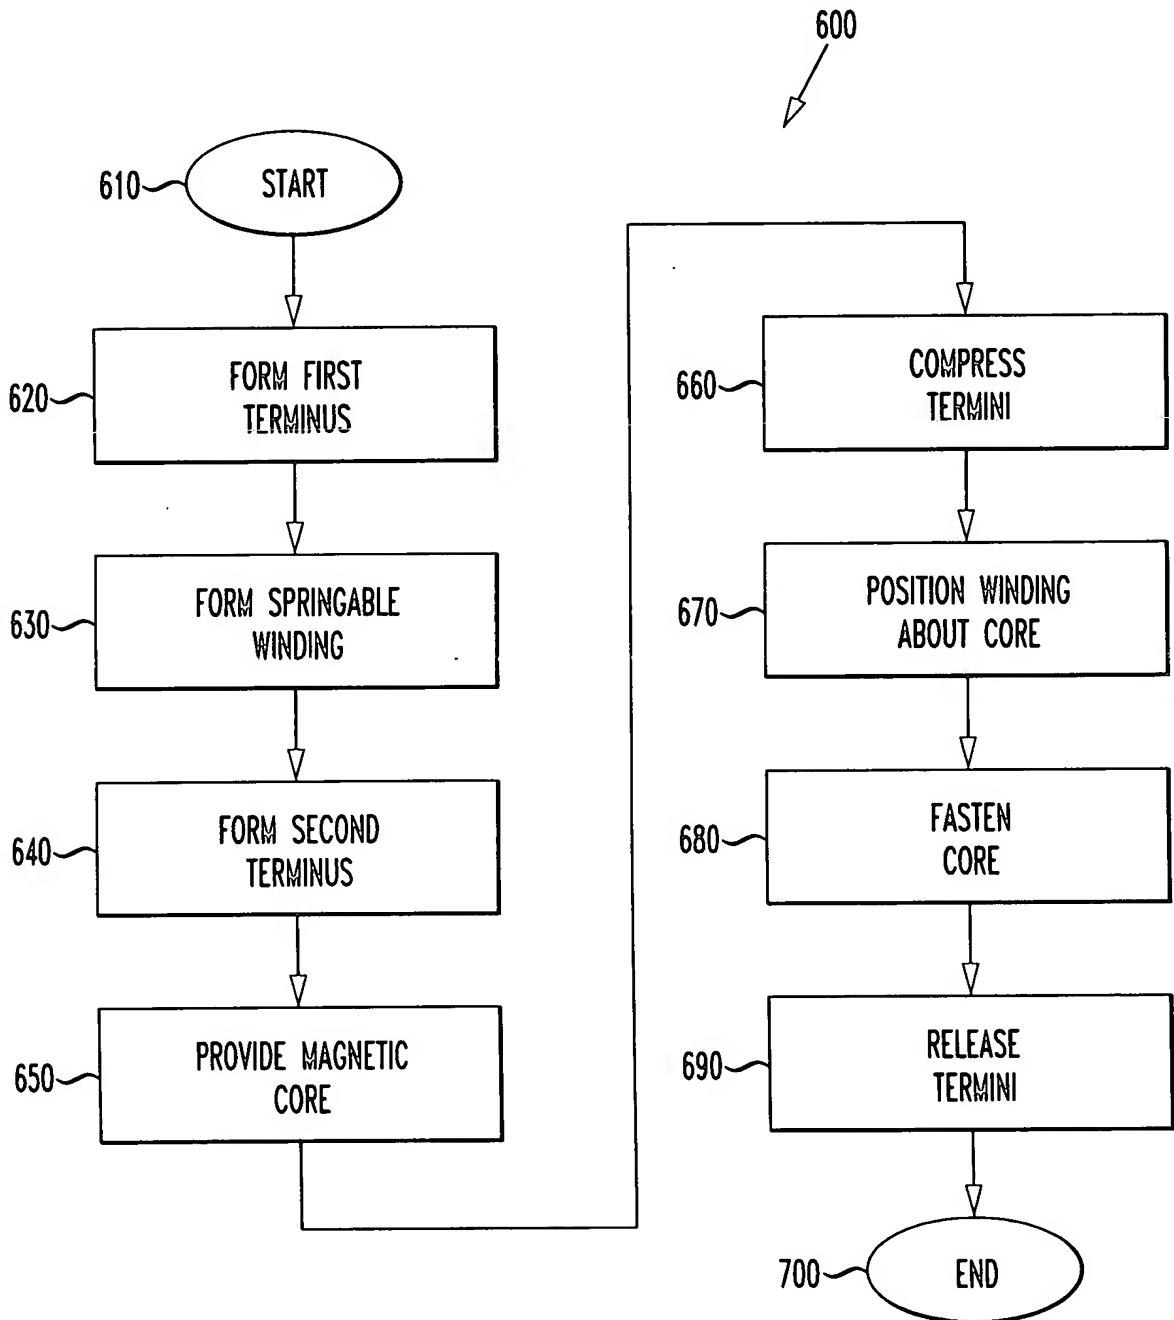 600
610
START
620
FORM FIRST
TERMINUS
630
FORM SPRINGABLE
WINDING
640
FORM SECOND
TERMINUS
650
PROVIDE MAGNETIC
CORE
660
COMPRESS
TERMINI
670
POSITION WINDING
ABOUT CORE
680
FASTEN
CORE
690
RELEASE
TERMINI
700
END